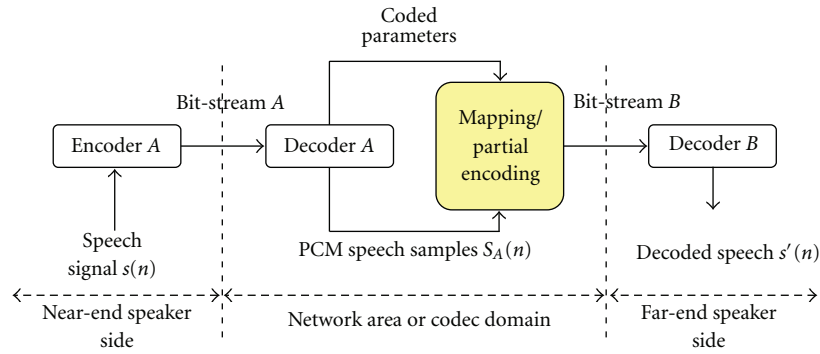 Coded
parameters
Bit-stream A
Bit-stream B
Encoder A
Decoder A
Mapping/
partial
encoding
Decoder B
Speech
signal s(n)
PCM speech samples S_A(n)
Decoded speech s′(n)
Near-end speaker
side
Network area or codec domain
Far-end speaker
side